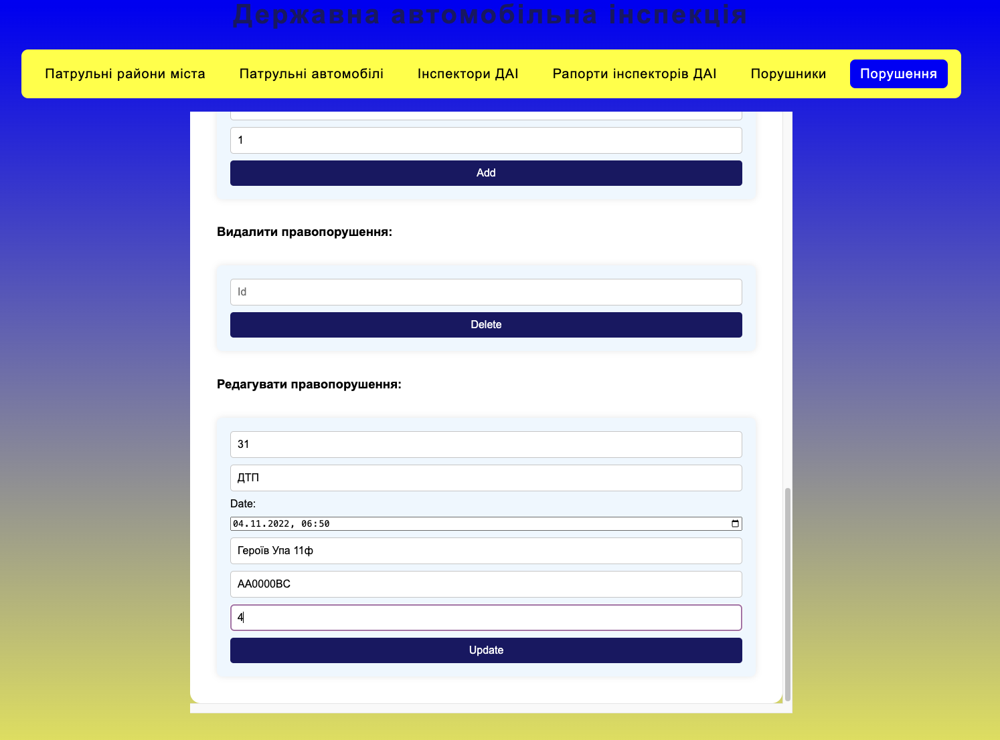 Державна автомобільна інспекція
Патрульні райони міста Патрульні автомобілі Інспектори ДАІ Рапорти інспекторів ДАІ Порушники Порушення
1
Add
Видалити правопорушення:
Id
Delete
Редагувати правопорушення:
31
ДТП
Date:
04.11.2022, 06:50
Героїв Упа 11ф
АА0000ВС
4
Update